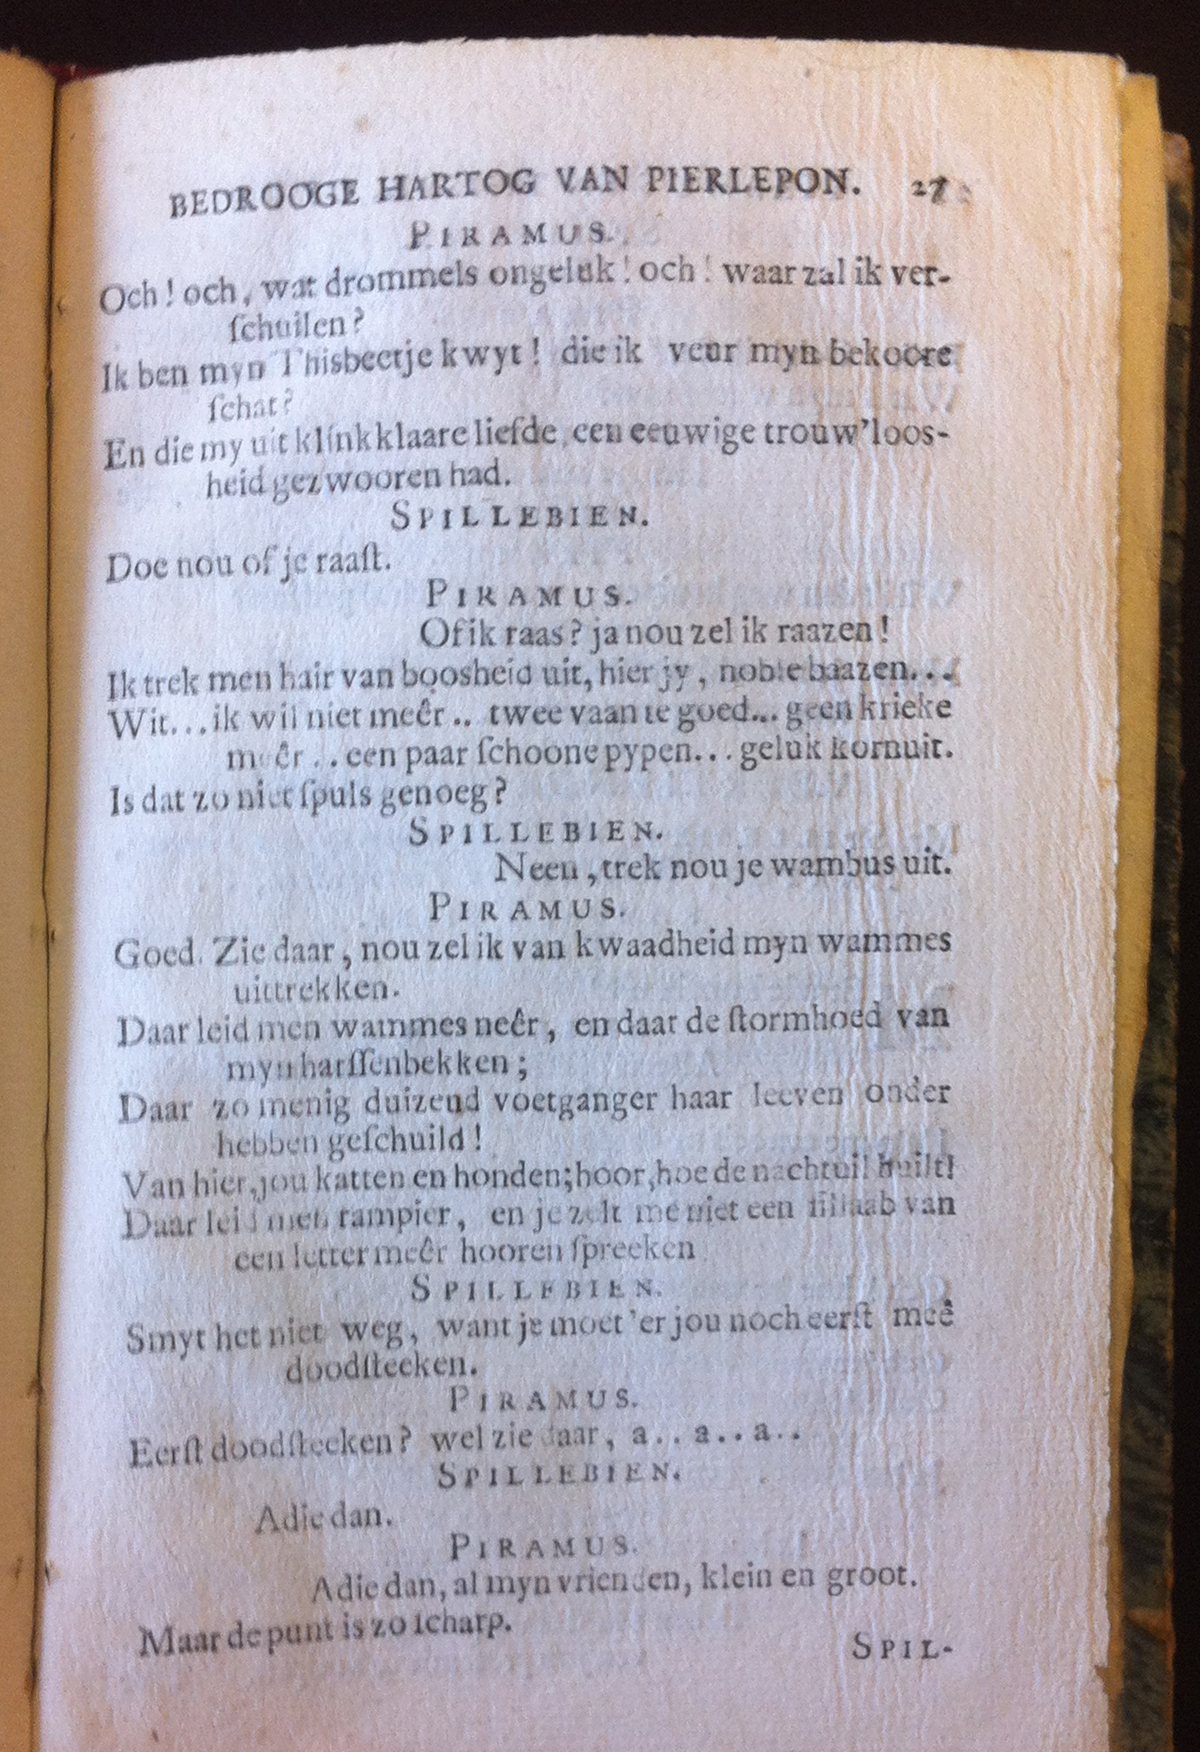 BEDROOGE HARTOG VAN PIERLEPON. 27
PIRAMUS.
Och! och, wat drommels ongeluk! och! waar zal ik ver-
ſchuilen?
Ik ben myn Thisbeetje kwyt! die ik veur myn bekoore
ſchat?
En die my uit klinkklaare liefde een eeuwige trouw'loos-
heid gezwooren had.
SPILLEBIEN.
Doe nou of je raaſt.
PIRAMUS.
Of ik raas? ja nou zel ik raazen!
Ik trek men hair van boosheid uit, hier jy, noble baazen...
Wit... ik wil niet meêr.. twee vaan te goed... geen krieke
meêr.. een paar ſchoone pypen... geluk kornuit.
Is dat zo niet ſpuls genoeg?
SPILLEBIEN.
Neen, trek nou je wambus uit.
PIRAMUS.
Goed. Zie daar, nou zel ik van kwaadheid myn wammes
uittrekken.
Daar leid men wammes neêr, en daar de ſtormhoed van
myn harſſenbekken;
Daar zo menig duizend voetganger haar leeven onder
hebben geſchuild!
Van hier, jou katten en honden; hoor, hoe de nachtuil huilt!
Daar leid men rampier, en je zelt me niet een ſillaab van
een letter meêr hooren ſpreeken
SPILLEBIEN.
Smyt het niet weg, want je moet 'er jou noch eerſt meê
doodſteeken.
PIRAMUS.
Eerſt doodſteeken? wel zie daar, a.. a.. a..
SPILLEBIEN.
Adie dan.
PIRAMUS.
Adie dan, al myn vrienden, klein en groot.
Maar de punt is zo ſcharp.
SPIL-